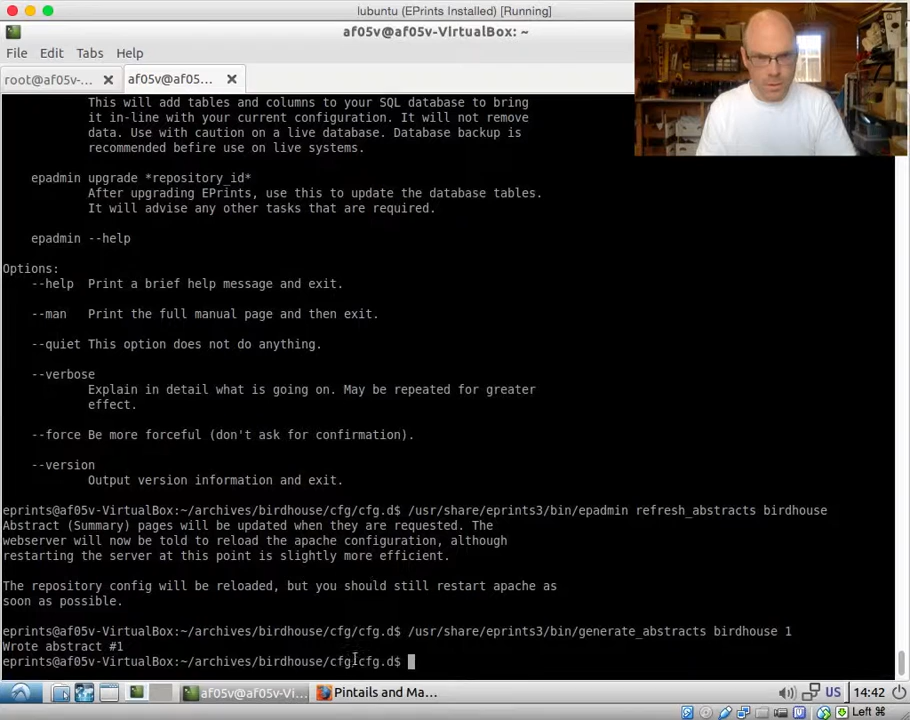 lubuntu (EPrints Installed) [Running]
af05v@af05v-VirtualBox: ~
File Edit Tabs Help
root@af05v-... af05v@af05...
This will add tables and columns to your SQL database to bring
it in-line with your current configuration. It will not remove
data. Use with caution on a live database. Database backup is
recommended befire use on live systems.
epadmin upgrade *repository_id*
After upgrading EPrints, use this to update the database tables.
It will advise any other tasks that are required.
epadmin --help
Options:
--help Print a brief help message and exit.
--man Print the full manual page and then exit.
--quiet This option does not do anything.
--verbose
Explain in detail what is going on. May be repeated for greater
effect.
--force Be more forceful (don't ask for confirmation).
--version
Output version information and exit.
eprints@af05v-VirtualBox:~/archives/birdhouse/cfg/cfg.d$ /usr/share/eprints3/bin/epadmin refresh_abstracts birdhouse
Abstract (Summary) pages will be updated when they are requested. The
webserver will now be told to reload the apache configuration, although
restarting the server at this point is slightly more efficient.
The repository config will be reloaded, but you should still restart apache as
soon as possible.
eprints@af05v-VirtualBox:~/archives/birdhouse/cfg/cfg.d$ /usr/share/eprints3/bin/generate_abstracts birdhouse 1
Wrote abstract #1
eprints@af05v-VirtualBox:~/archives/birdhouse/cfg/cfg.d$
af05v@af05v-Vi... Pintails and Ma... US 14:42
Left ⌘